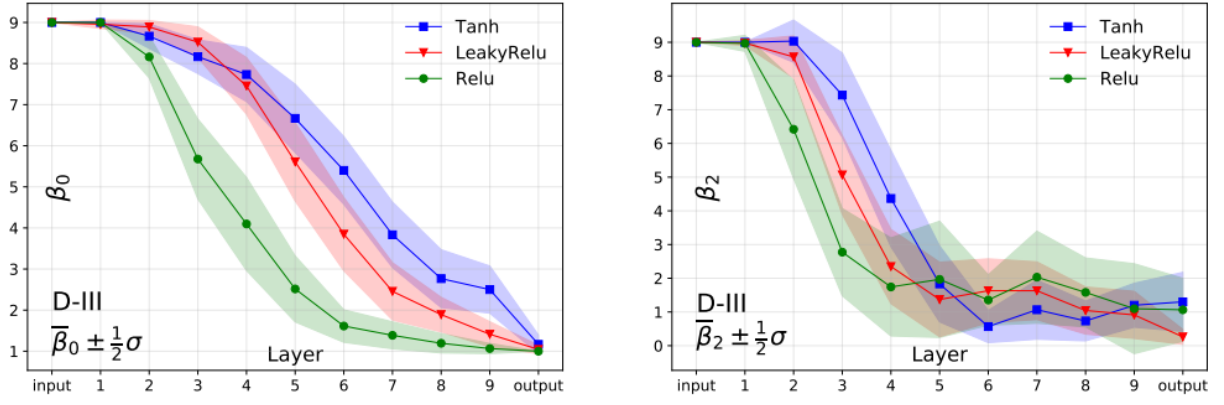 9
8
7
6
5
4
3
2
1
β₀
Tanh
LeakyRelu
Relu
D-III
β̅₀ ± ½σ
Layer
input 1 2 3 4 5 6 7 8 9 output
9
8
7
6
5
4
3
2
1
0
β₂
Tanh
LeakyRelu
Relu
D-III
β̅₂ ± ½σ
Layer
input 1 2 3 4 5 6 7 8 9 output